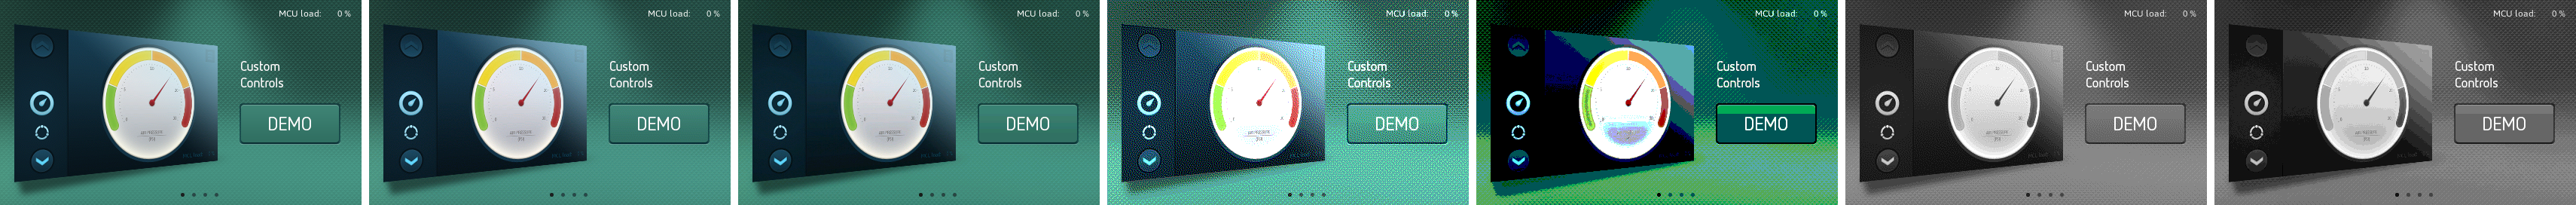 MCU load: 0 %
Custom
Controls
DEMO
MCU load: 0 %
Custom
Controls
DEMO
MCU load: 0 %
Custom
Controls
DEMO
MCU load: 0 %
Custom
Controls
DEMO
MCU load: 0 %
Custom
Controls
DEMO
MCU load: 0 %
Custom
Controls
DEMO
MCU load: 0 %
Custom
Controls
DEMO